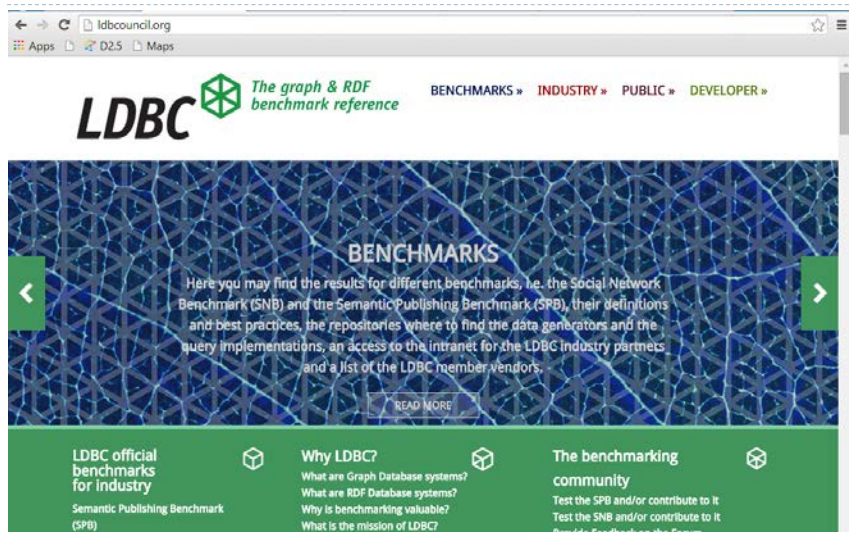 ldbcouncil.org
Apps D2.5 Maps
LDBC
The graph & RDF
benchmark reference
BENCHMARKS » INDUSTRY » PUBLIC » DEVELOPER »
BENCHMARKS
Here you may find the results for different benchmarks, i.e. the Social Network
Benchmark (SNB) and the Semantic Publishing Benchmark (SPB), their definitions
and best practices, the repositories where to find the data generators and the
query implementations, an access to the intranet for the LDBC industry partners
and a list of the LDBC member vendors.
READ MORE
LDBC official
benchmarks
for industry
Semantic Publishing Benchmark
(SPB)
Why LDBC?
What are Graph Database systems?
What are RDF Database systems?
Why is benchmarking valuable?
What is the mission of LDBC?
The benchmarking
community
Test the SPB and/or contribute to it
Test the SNB and/or contribute to it
Provide Feedback on the Forum